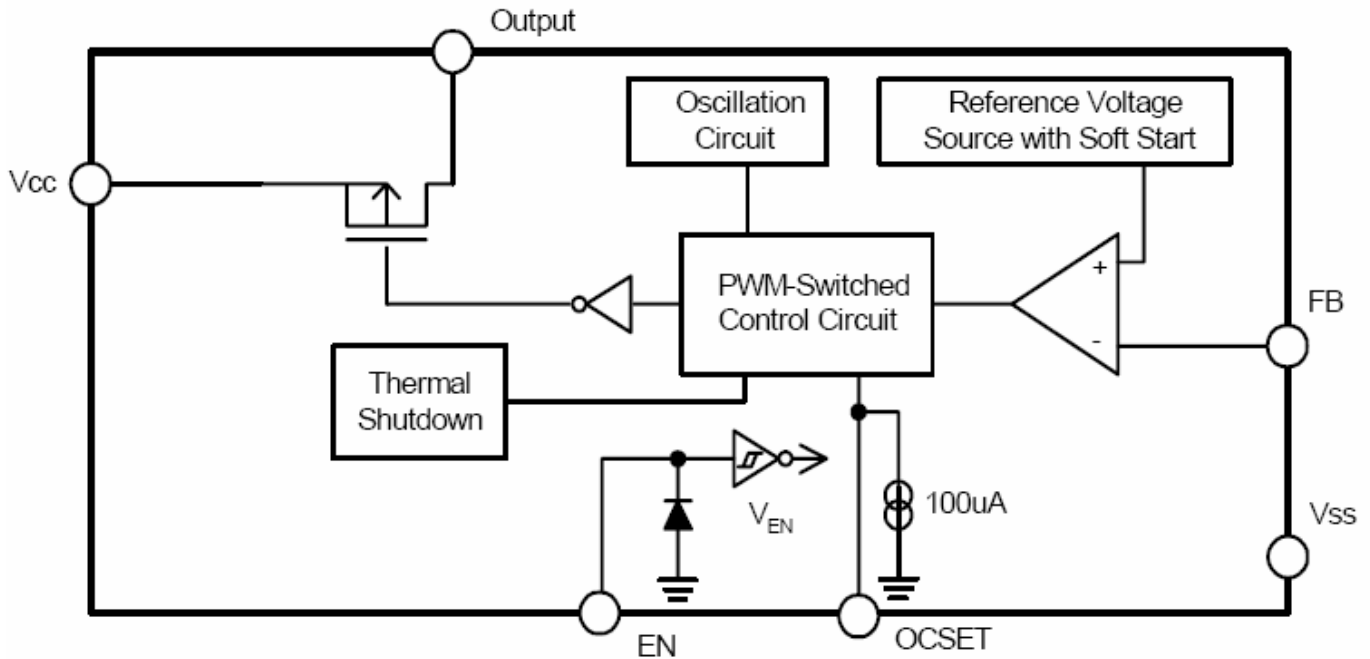 Output
Oscillation
Circuit
Reference Voltage
Source with Soft Start
Vcc
+
PWM-Switched
Control Circuit
-
FB
Thermal
Shutdown
VEN
100uA
Vss
EN
OCSET